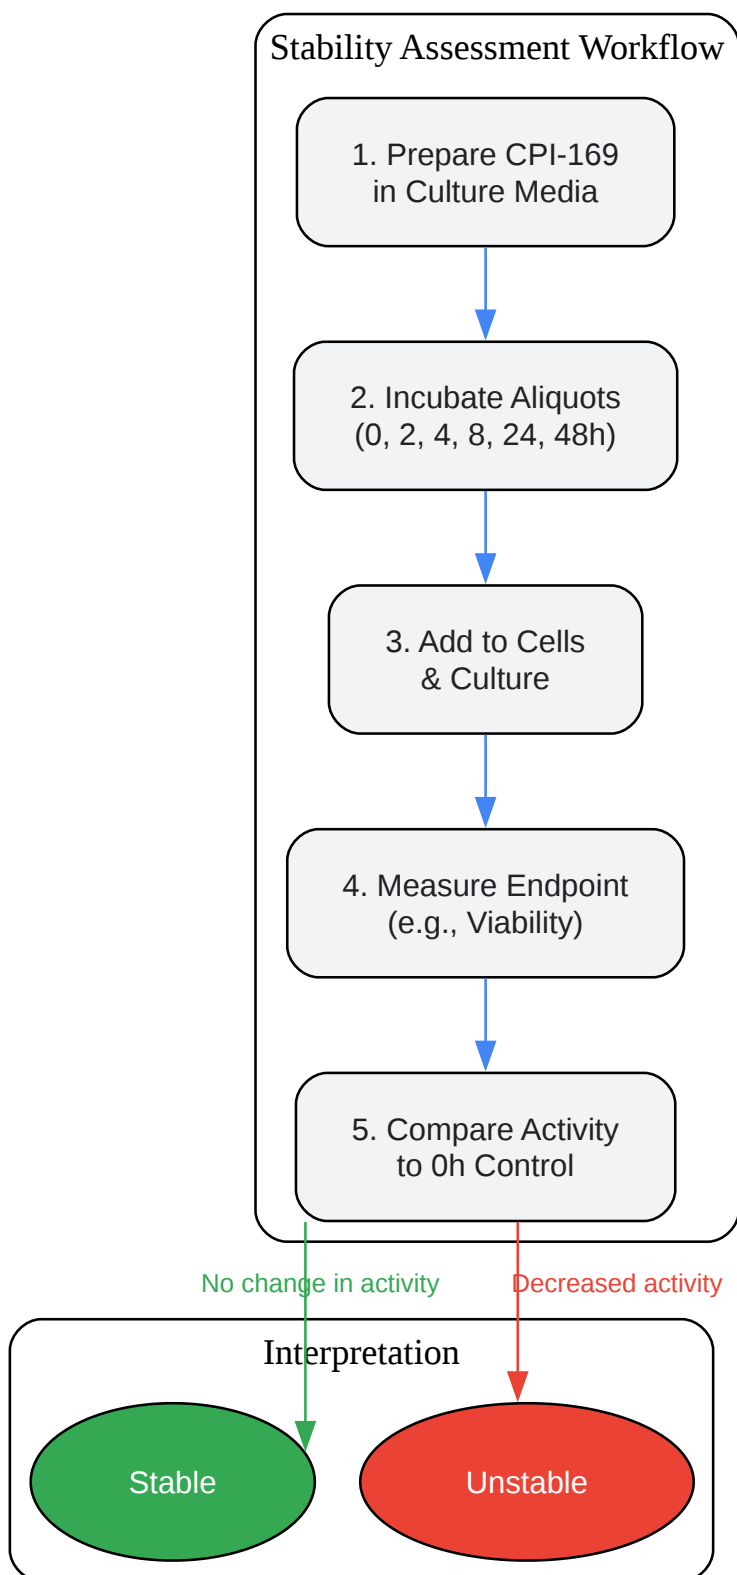 Stability Assessment Workflow
1. Prepare CPI-169
in Culture Media
2. Incubate Aliquots
(0, 2, 4, 8, 24, 48h)
3. Add to Cells
& Culture
4. Measure Endpoint
(e.g., Viability)
5. Compare Activity
to 0h Control
No change in activity
Decreased activity
Interpretation
Stable
Unstable